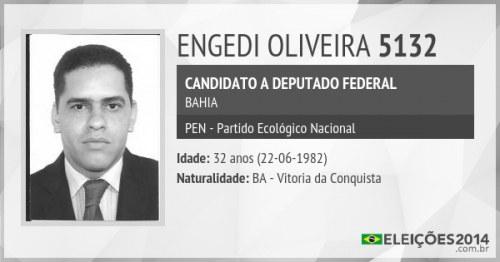 ENGEDI OLIVEIRA 5132
CANDIDATO A DEPUTADO FEDERAL
BAHIA
PEN - Partido Ecológico Nacional
Idade: 32 anos (22-06-1982)
Naturalidade: BA - Vitoria da Conquista
ELEIÇÕES2014
.com.br